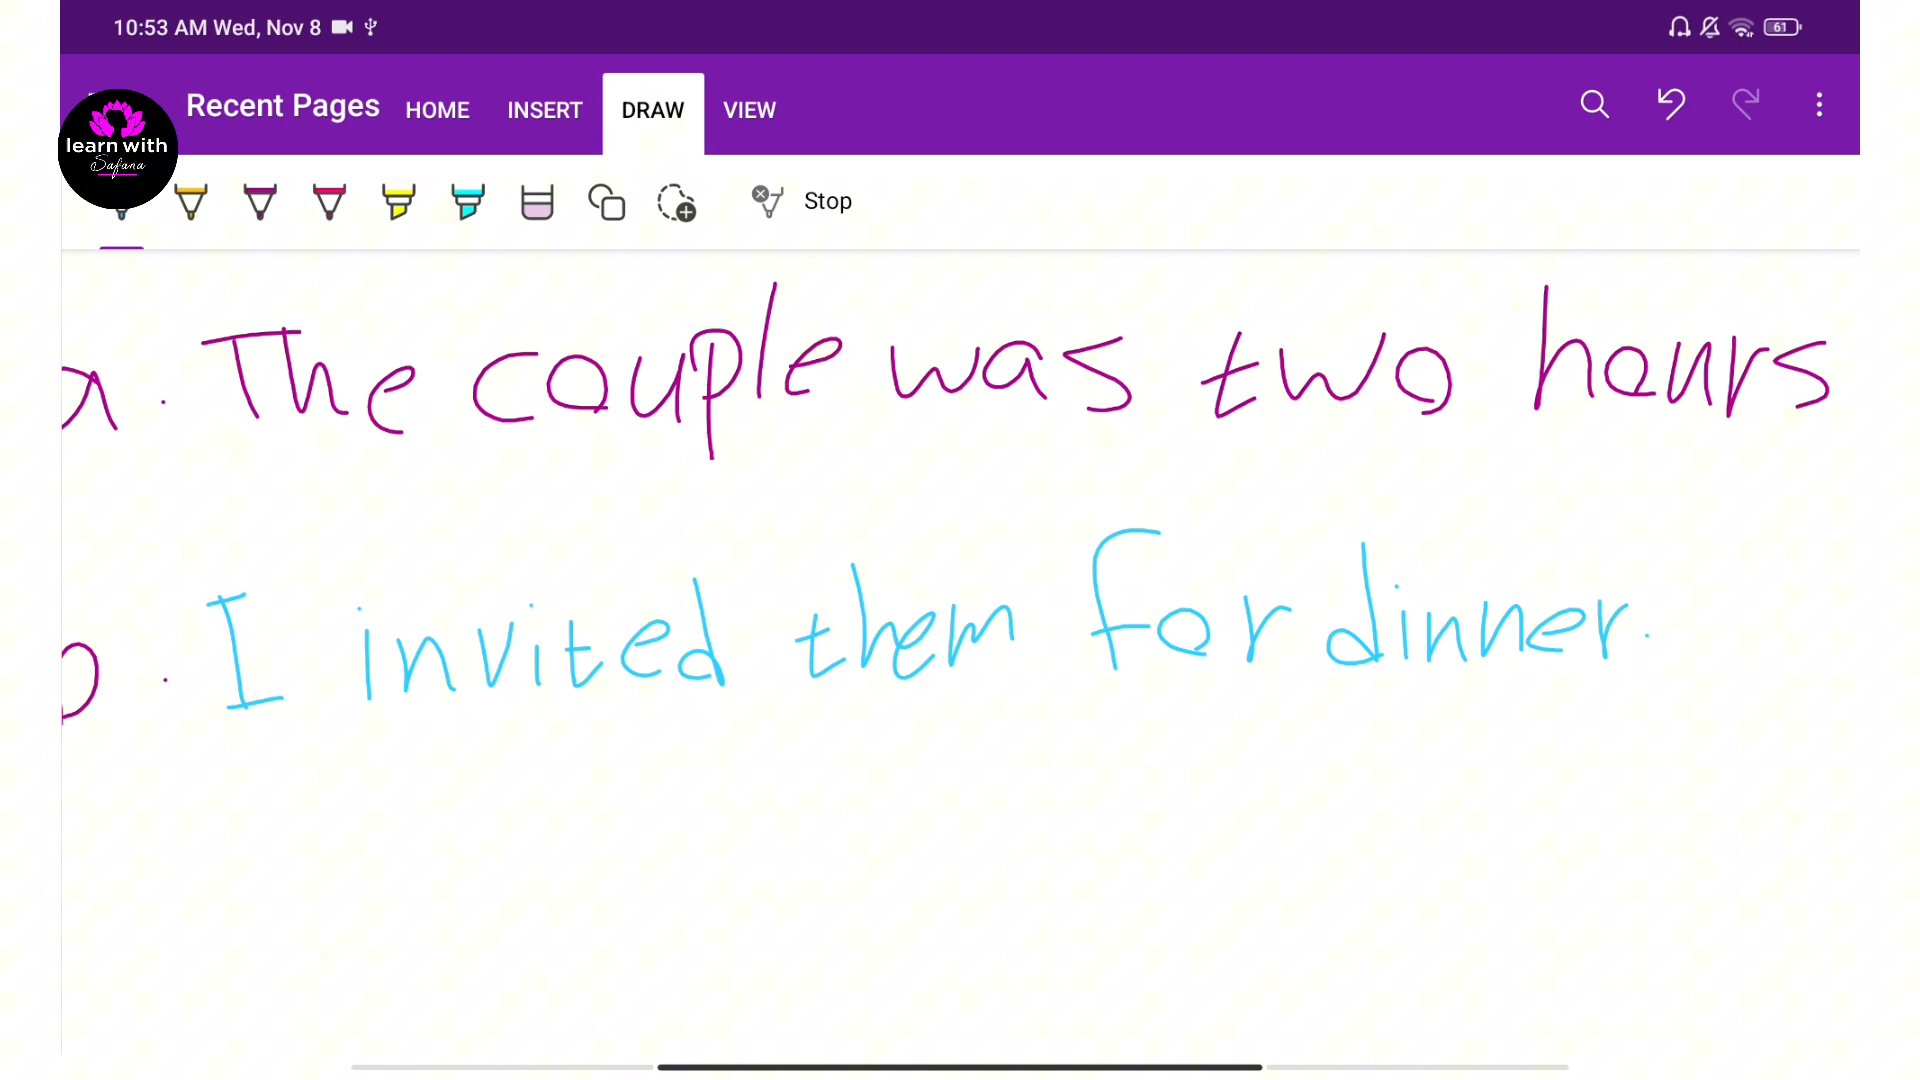 10:53 AM Wed, Nov 8
61
Recent Pages HOME INSERT DRAW VIEW
learn with
Safana
Stop
a. The couple was two hours
b. I invited them for dinner.